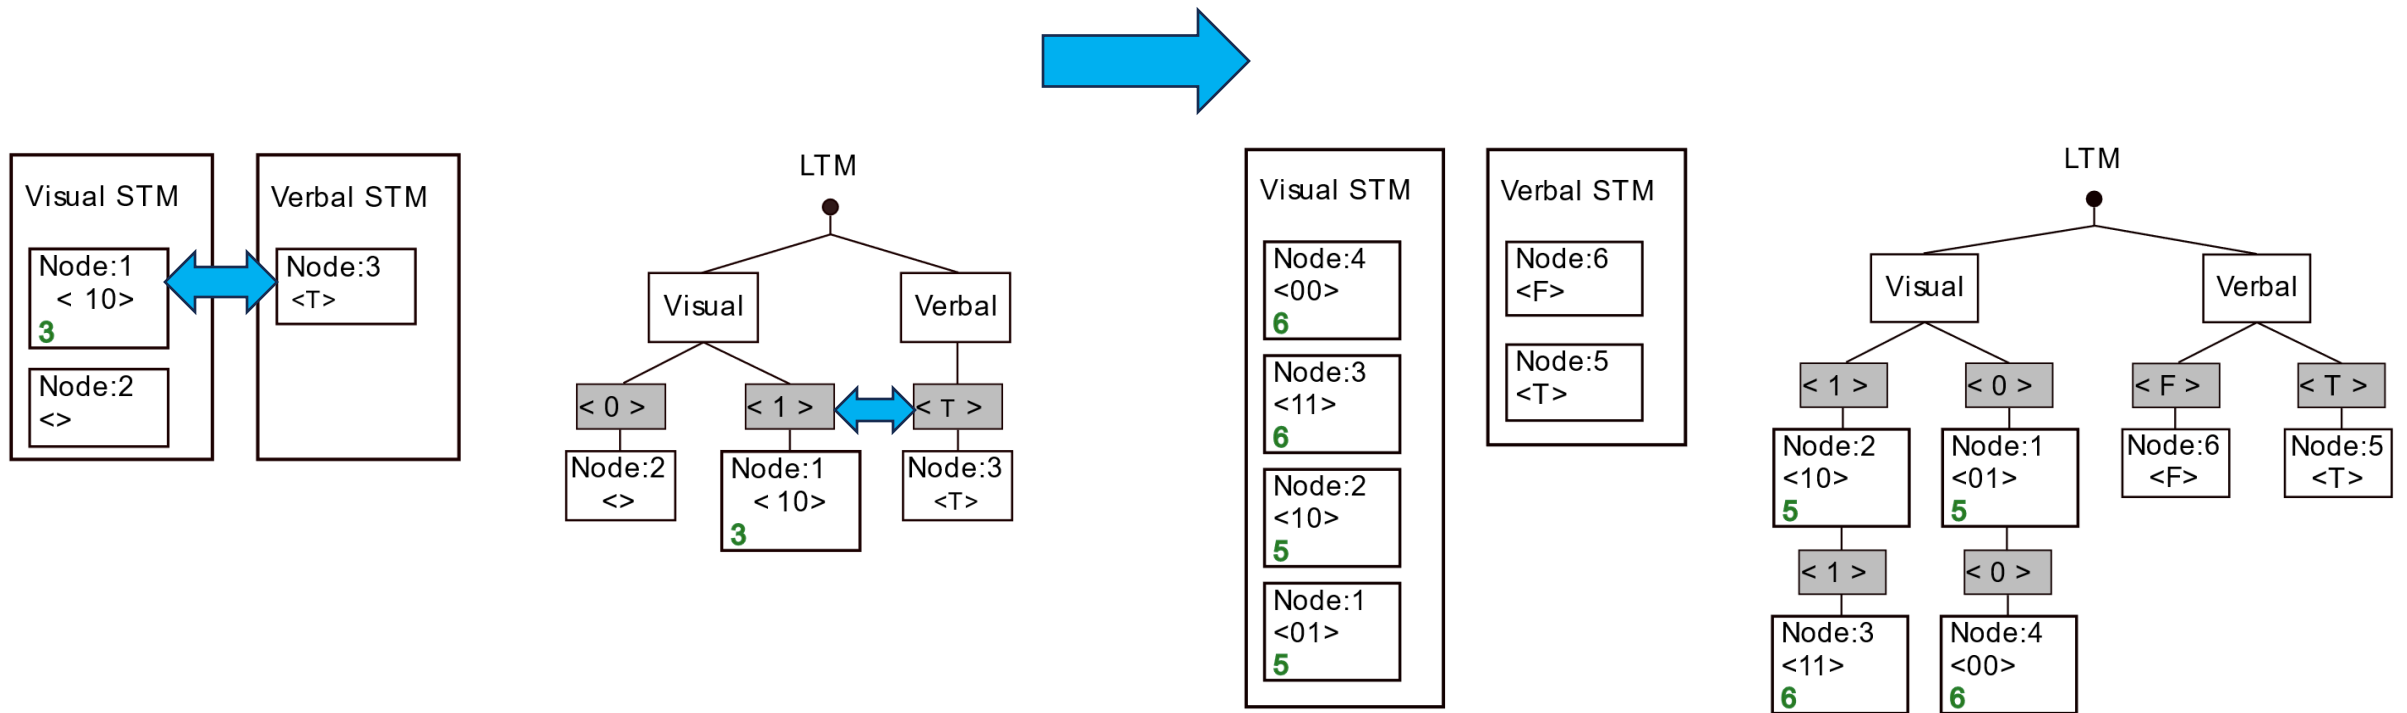 Visual STM
Node:1
< 10>
3
Node:2
<>
Verbal STM
Node:3
<T>
LTM
Visual
Verbal
< 0 >
< 1 >
< T >
Node:2
<>
Node:1
< 10>
3
Node:3
<T>
Visual STM
Node:4
<00>
6
Node:3
<11>
6
Node:2
<10>
5
Node:1
<01>
5
Verbal STM
Node:6
<F>
Node:5
<T>
LTM
Visual
Verbal
< 1 >
< 0 >
< F >
< T >
Node:2
<10>
5
Node:1
<01>
5
Node:6
<F>
Node:5
<T>
< 1 >
< 0 >
Node:3
<11>
6
Node:4
<00>
6